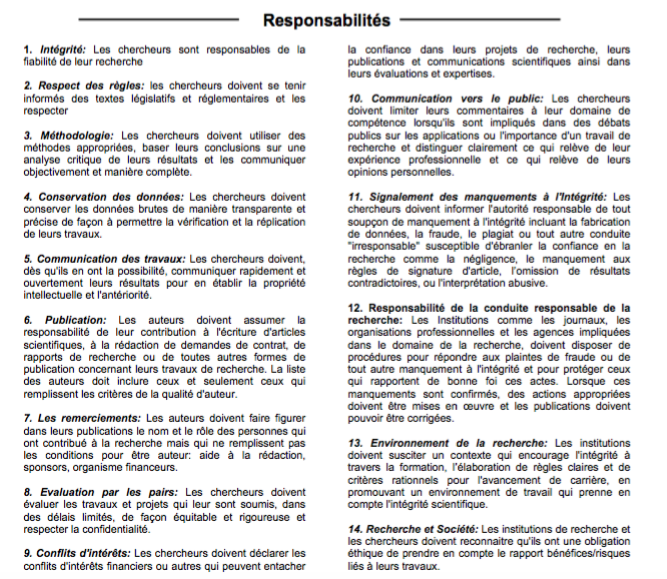 Responsabilités
1. Intégrité: Les chercheurs sont responsables de la
fiabilité de leur recherche
2. Respect des règles: les chercheurs doivent se tenir
informés des textes législatifs et réglementaires et les
respecter
3. Méthodologie: Les chercheurs doivent utiliser des
méthodes appropriées, baser leurs conclusions sur une
analyse critique de leurs résultats et les communiquer
objectivement et manière complète.
4. Conservation des données: Les chercheurs doivent
conserver les données brutes de manière transparente et
précise de façon à permettre la vérification et la réplication
de leurs travaux.
5. Communication des travaux: Les chercheurs doivent,
dès qu'ils en ont la possibilité, communiquer rapidement et
ouvertement leurs résultats pour en établir la propriété
intellectuelle et l'antériorité.
6. Publication: Les auteurs doivent assumer la
responsabilité de leur contribution à l'écriture d'articles
scientifiques, à la rédaction de demandes de contrat, de
rapports de recherche ou de toutes autres formes de
publication concernant leurs travaux de recherche. La liste
des auteurs doit inclure ceux et seulement ceux qui
remplissent les critères de la qualité d'auteur.
7. Les remerciements: Les auteurs doivent faire figurer
dans leurs publications le nom et le rôle des personnes qui
ont contribué à la recherche mais qui ne remplissent pas
les conditions pour être auteur: aide à la rédaction,
sponsors, organisme financeurs.
8. Evaluation par les pairs: Les chercheurs doivent
évaluer les travaux et projets qui leur sont soumis, dans
des délais limités, de façon équitable et rigoureuse et
respecter la confidentialité.
9. Conflits d'intérêts: Les chercheurs doivent déclarer les
conflits d'intérêts financiers ou autres qui peuvent entacher
la confiance dans leurs projets de recherche, leurs
publications et communications scientifiques ainsi dans
leurs évaluations et expertises.
10. Communication vers le public: Les chercheurs
doivent limiter leurs commentaires à leur domaine de
compétence lorsqu'ils sont impliqués dans des débats
publics sur les applications ou l'importance d'un travail de
recherche et distinguer clairement ce qui relève de leur
expérience professionnelle et ce qui relève de leurs
opinions personnelles.
11. Signalement des manquements à l'Intégrité: Les
chercheurs doivent informer l'autorité responsable de tout
soupçon de manquement à l'intégrité incluant la fabrication
de données, la fraude, le plagiat ou tout autre conduite
"irresponsable" susceptible d'ébranler la confiance en la
recherche comme la négligence, le manquement aux
règles de signature d'article, l'omission de résultats
contradictoires, ou l'interprétation abusive.
12. Responsabilité de la conduite responsable de la
recherche: Les Institutions comme les journaux, les
organisations professionnelles et les agences impliquées
dans le domaine de la recherche, doivent disposer de
procédures pour répondre aux plaintes de fraude ou de
tout autre manquement à l'intégrité et pour protéger ceux
qui rapportent de bonne foi ces actes. Lorsque ces
manquements sont confirmés, des actions appropriées
doivent être mises en œuvre et les publications doivent
pouvoir être corrigées.
13. Environnement de la recherche: Les institutions
doivent susciter un contexte qui encourage l'intégrité à
travers la formation, l'élaboration de règles claires et de
critères rationnels pour l'avancement de carrière, en
promouvant un environnement de travail qui prenne en
compte l'intégrité scientifique.
14. Recherche et Société: Les institutions de recherche et
les chercheurs doivent reconnaitre qu'ils ont une obligation
éthique de prendre en compte le rapport bénéfices/risques
liés à leurs travaux.